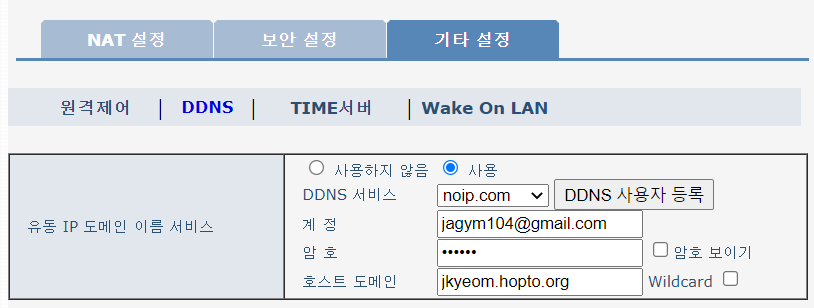 NAT 설정 보안 설정 기타 설정
원격제어 | DDNS | TIME서버 | Wake On LAN
사용하지 않음 사용
DDNS 서비스 noip.com DDNS 사용자 등록
유동 IP 도메인 이름 서비스
계 정 jagym104@gmail.com
암 호 •••••• 암호 보이기
호스트 도메인 jkyeom.hopto.org Wildcard